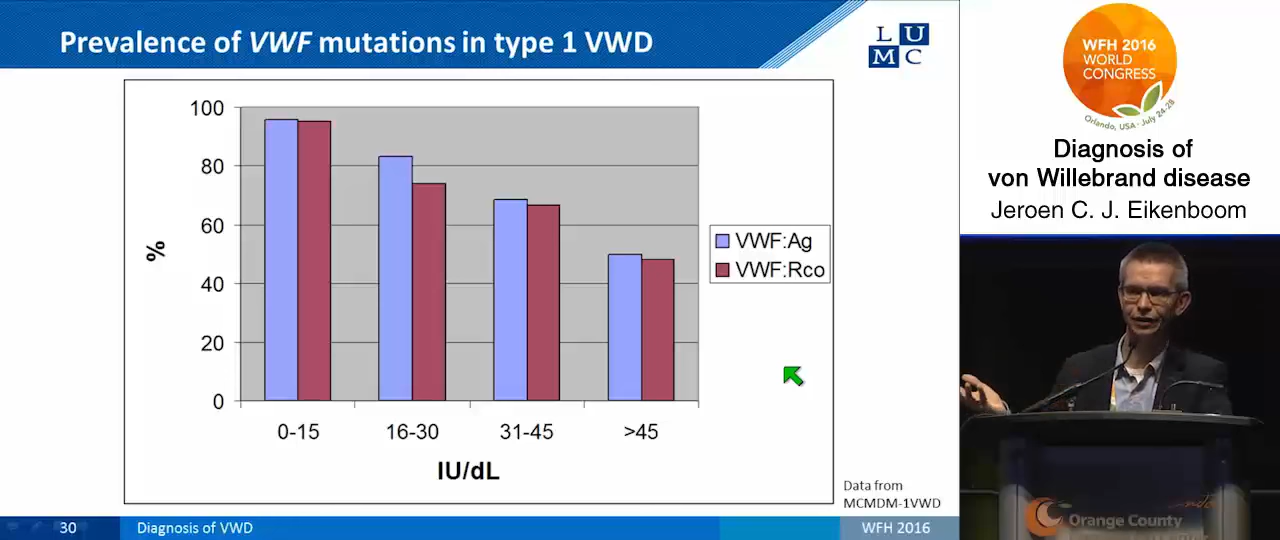 Prevalence of VWF mutations in type 1 VWD
L U
M C
100
80
60
40
20
0
%
0-15
16-30
31-45
>45
IU/dL
VWF:Ag
VWF:Rco
Data from
MCMDM-1VWD
30
Diagnosis of VWD
WFH 2016
WFH 2016
WORLD
CONGRESS
Orlando, USA · July 24-28
Diagnosis of
von Willebrand disease
Jeroen C. J. Eikenboom
Orange County